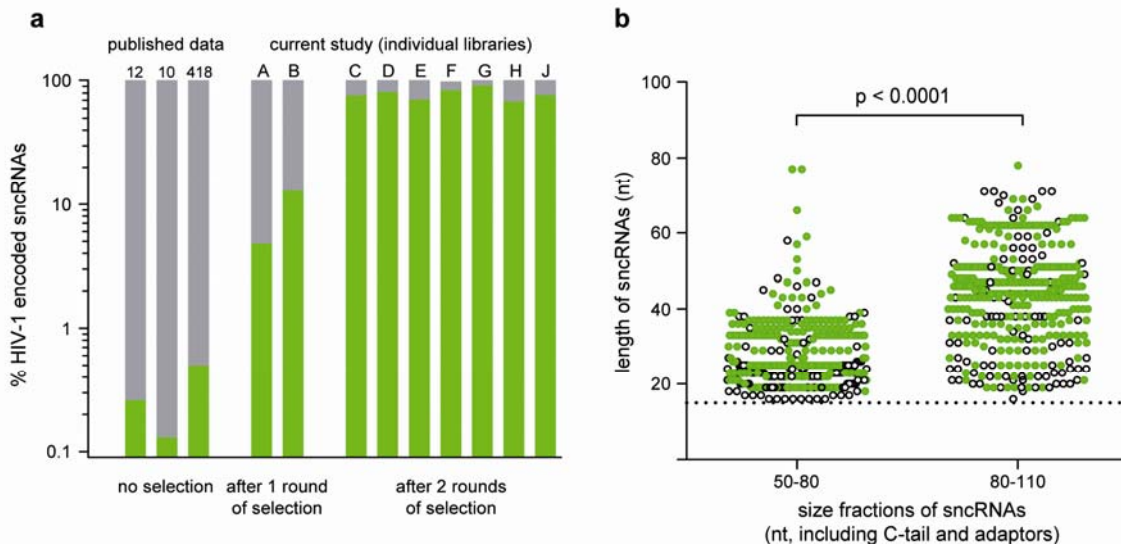 a
published data
current study (individual libraries)
12 10 418 A B C D E F G H J
% HIV-1 encoded sncRNAs
100
10
1
0.1
no selection
after 1 round
of selection
after 2 rounds
of selection
b
p < 0.0001
length of sncRNAs (nt)
100
80
60
40
20
50-80
80-110
size fractions of sncRNAs
(nt, including C-tail and adaptors)